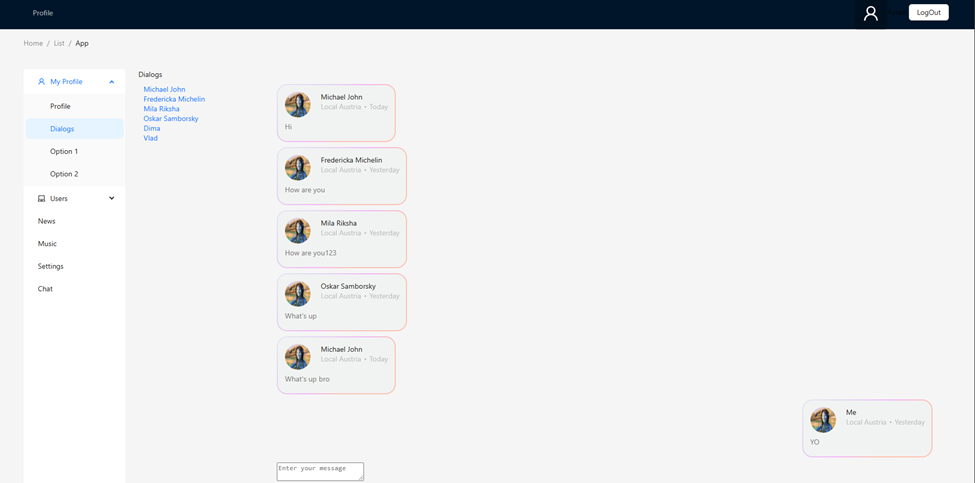 Profile
LogOut
Home / List / App
My Profile
Profile
Dialogs
Option 1
Option 2
Users
News
Music
Settings
Chat
Dialogs
Michael John
Fredericka Michelin
Mila Riksha
Oskar Samborsky
Dima
Vlad
Michael John
Local Austria • Today
Hi
Fredericka Michelin
Local Austria • Yesterday
How are you
Mila Riksha
Local Austria • Yesterday
How are you123
Oskar Samborsky
Local Austria • Yesterday
What's up
Michael John
Local Austria • Today
What's up bro
Me
Local Austria • Yesterday
YO
Enter your message